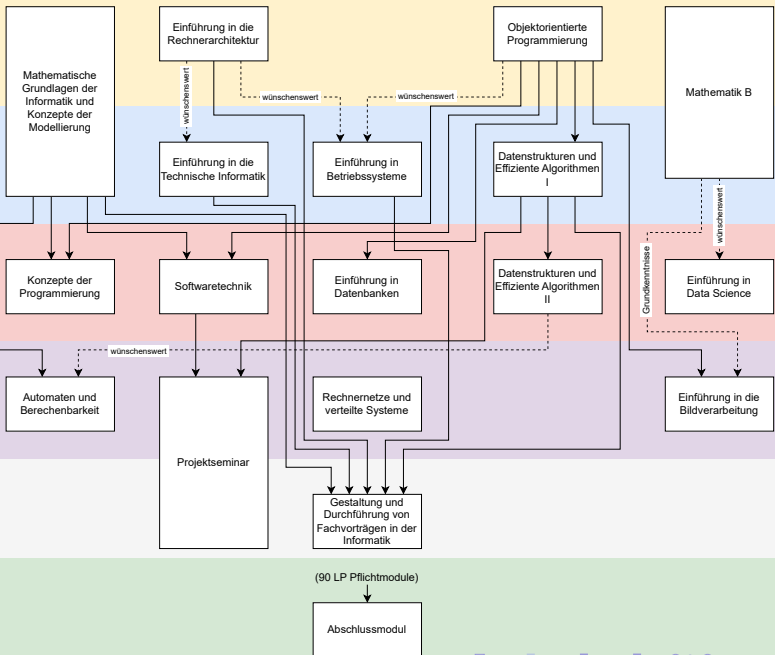 Mathematische
Grundlagen der
Informatik und
Konzepte der
Modellierung
Einführung in die
Rechnerarchitektur
Objektorientierte
Programmierung
Mathematik B
wünschenswert
wünschenswert
wünschenswert
Einführung in die
Technische Informatik
Einführung in
Betriebssysteme
Datenstrukturen und
Effiziente Algorithmen
I
wünschenswert
Grundkenntnisse
Konzepte der
Programmierung
Softwaretechnik
Einführung in
Datenbanken
Datenstrukturen und
Effiziente Algorithmen
II
Einführung in
Data Science
wünschenswert
Automaten und
Berechenbarkeit
Projektseminar
Rechnernetze und
verteilte Systeme
Einführung in die
Bildverarbeitung
Gestaltung und
Durchführung von
Fachvorträgen in der
Informatik
(90 LP Pflichtmodule)
Abschlussmodul